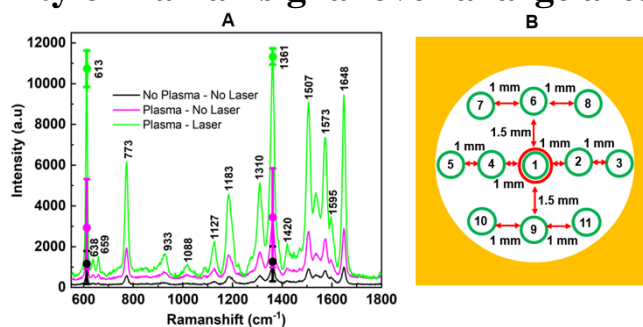 A
B
Intensity (a.u)
12000
10000
8000
6000
4000
2000
0
600
800
1000
1200
1400
1600
1800
Ramanshift (cm-1)
No Plasma - No Laser
Plasma - No Laser
Plasma - Laser
613
638
659
773
933
1088
1127
1183
1310
1361
1420
1507
1573
1595
1648
7
1 mm
6
1 mm
8
1.5 mm
1 mm
1 mm
1 mm
5
4
1
2
3
1 mm
1 mm
1.5 mm
10
9
11
1 mm
1 mm